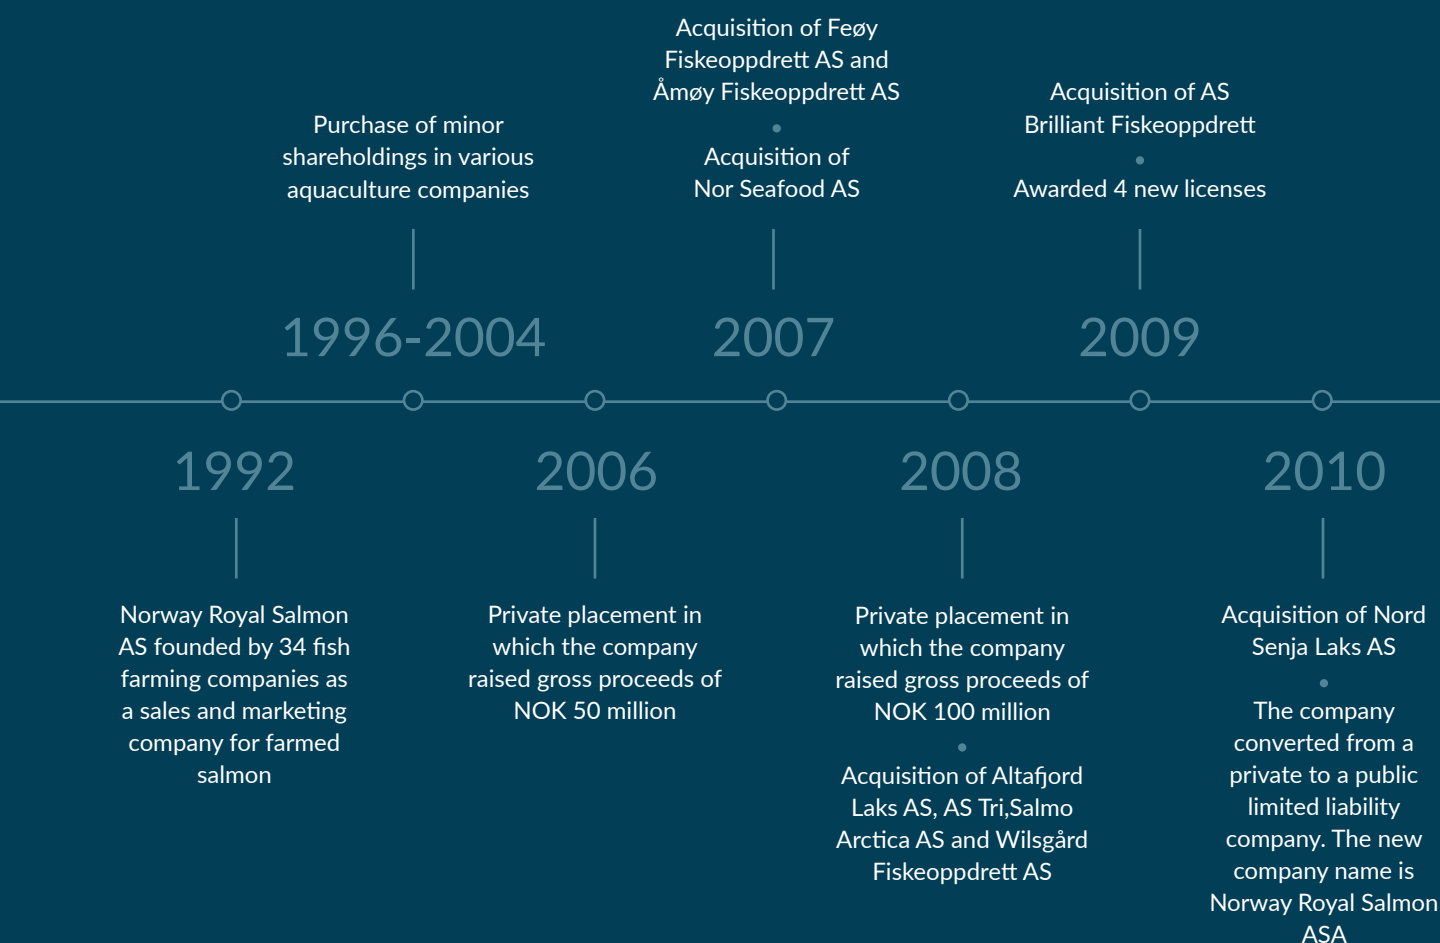 Acquisition of Feøy
Fiskeoppdrett AS and
Åmøy Fiskeoppdrett AS
•
Acquisition of
Nor Seafood AS
Acquisition of AS
Brilliant Fiskeoppdrett
•
Awarded 4 new licenses
Purchase of minor
shareholdings in various
aquaculture companies
1996-2004
2007
2009
1992
2006
2008
2010
Norway Royal Salmon
AS founded by 34 fish
farming companies as
a sales and marketing
company for farmed
salmon
Private placement in
which the company
raised gross proceeds of
NOK 50 million
Private placement in
which the company
raised gross proceeds of
NOK 100 million
•
Acquisition of Altafjord
Laks AS, AS Tri,Salmo
Arctica AS and Wilsgård
Fiskeoppdrett AS
Acquisition of Nord
Senja Laks AS
•
The company
converted from a
private to a public
limited liability
company. The new
company name is
Norway Royal Salmon
ASA